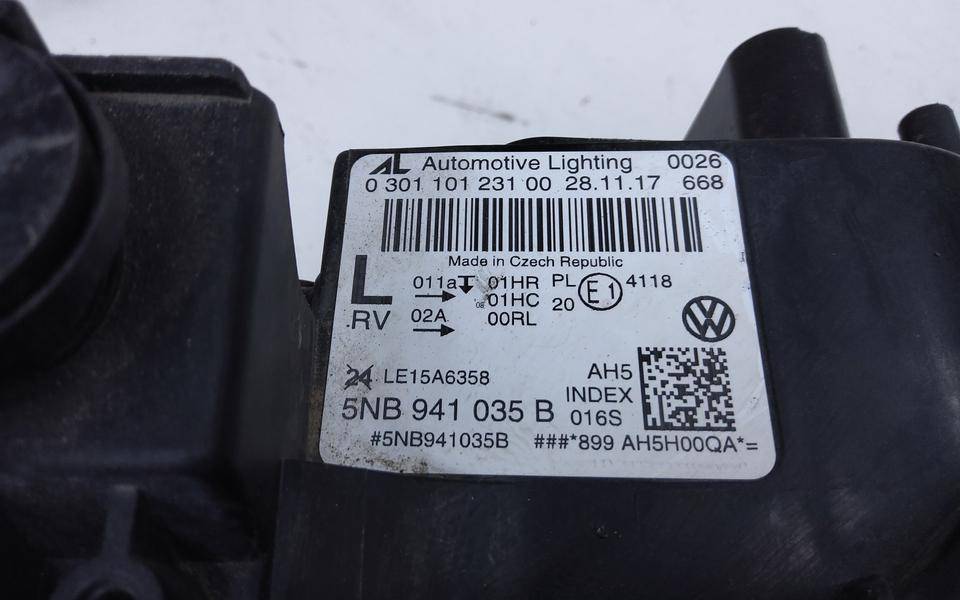 AL Automotive Lighting 0026
0 301 101 231 00 28.11.17 668
Made in Czech Republic
L 011a 01HR PL E1 4118
01HC 20
RV 02A 00RL
24 LE15A6358 AH5
INDEX
5NB 941 035 B 016S
#5NB941035B ###*899 AH5H00QA*=